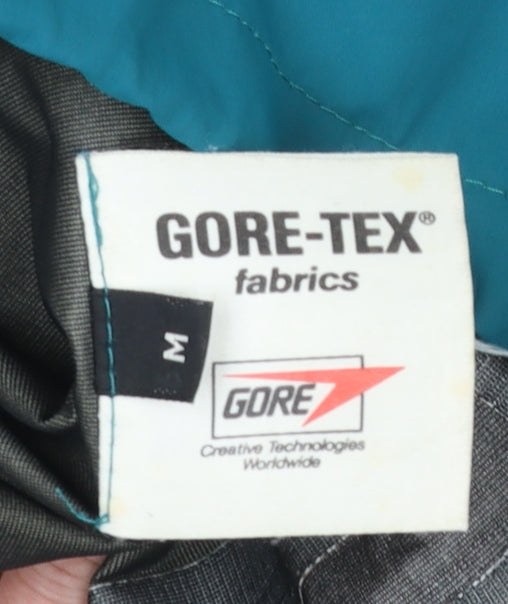 GORE-TEX®
fabrics
M
GORE
Creative Technologies
Worldwide